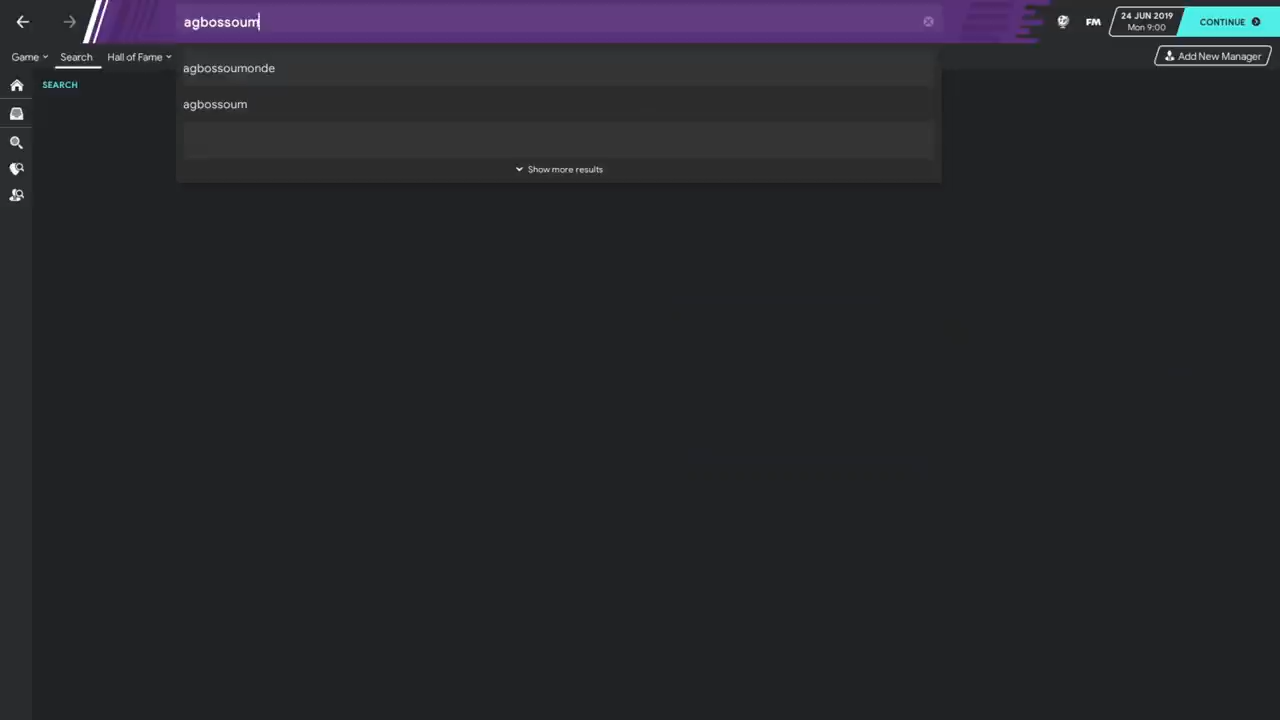 agbossoum
FM
24 JUN 2019
Mon 9:00
CONTINUE
Game
Search
Hall of Fame
Add New Manager
agbossoumonde
SEARCH
agbossoum
Show more results